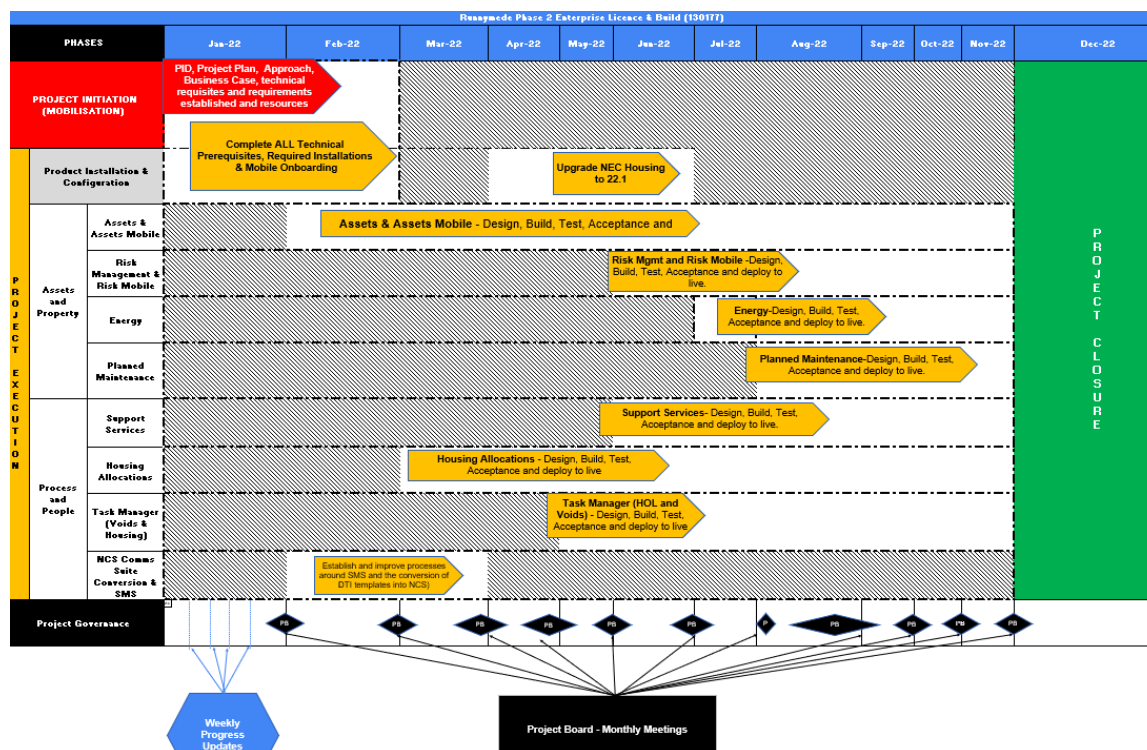 Runnymede Phase 2 Enterprise Licence & Build (130177)
PHASES
Jan-22
Feb-22
Mar-22
Apr-22
May-22
Jun-22
Jul-22
Aug-22
Sep-22
Oct-22
Nov-22
Dec-22
PROJECT INITIATION
(MOBILISATION)
PID, Project Plan, Approach,
Business Case, technical
requisites and requirements
established and resources
Complete ALL Technical
Prerequisites, Required Installations
& Mobile Onboarding
PROJECT EXECUTION
Product Installation &
Configuration
Upgrade NEC Housing
to 22.1
Assets
and
Property
Assets &
Assets Mobile
Assets & Assets Mobile - Design, Build, Test, Acceptance and
Risk
Management &
Risk Mobile
Risk Mgmt and Risk Mobile -Design,
Build, Test, Acceptance and deploy to
live.
Energy
Energy-Design, Build, Test,
Acceptance and deploy to live.
Planned
Maintenance
Planned Maintenance-Design, Build, Test,
Acceptance and deploy to live.
Process
and
People
Support
Services
Support Services- Design, Build, Test,
Acceptance and deploy to live.
Housing
Allocations
Housing Allocations - Design, Build, Test,
Acceptance and deploy to live
Task Manager
(Voids &
Housing)
Task Manager (HOL and
Voids) - Design, Build, Test,
Acceptance and deploy to live
NCS Comms
Suite
Conversion &
SMS
Establish and improve processes
around SMS and the conversion of
DTI templates into NCS)
PROJECT CLOSURE
Project Governance
PB
PB
PB
PB
PB
PB
P
PB
PB
PB
PB
Weekly
Progress
Updates
Project Board - Monthly Meetings